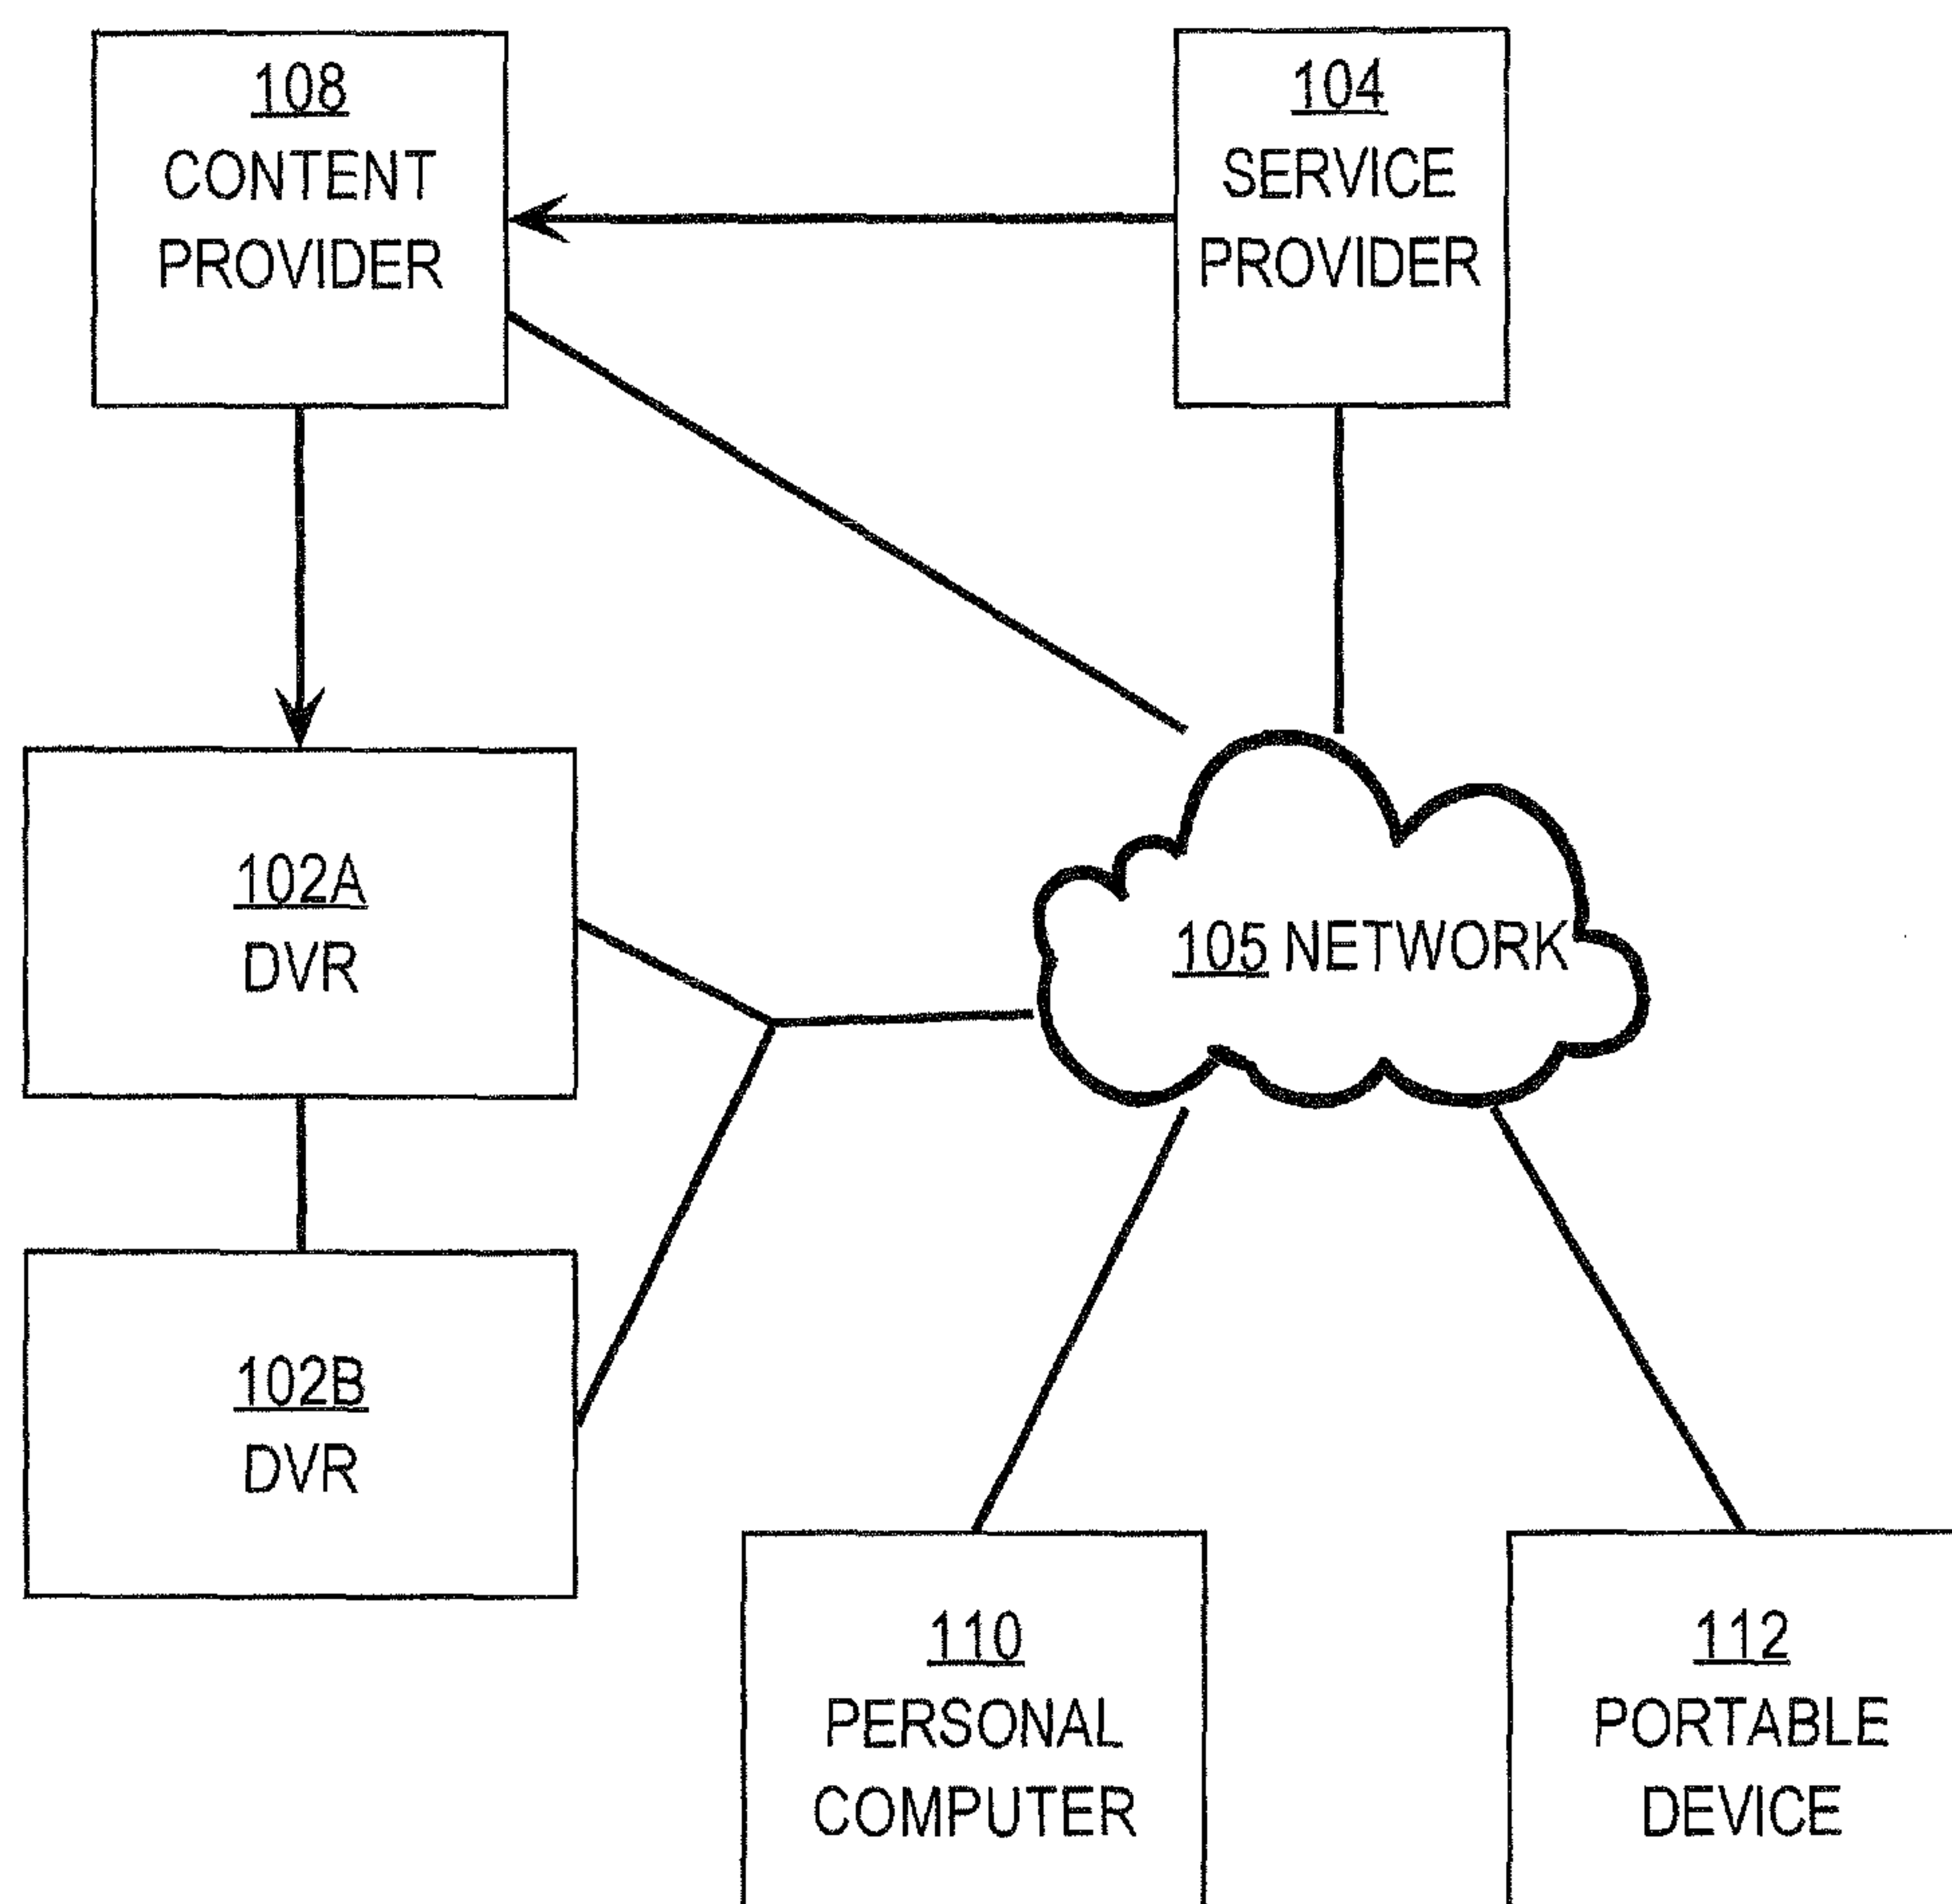 108
CONTENT
PROVIDER
104
SERVICE
PROVIDER
102A
DVR
105 NETWORK
102B
DVR
110
PERSONAL
COMPUTER
112
PORTABLE
DEVICE